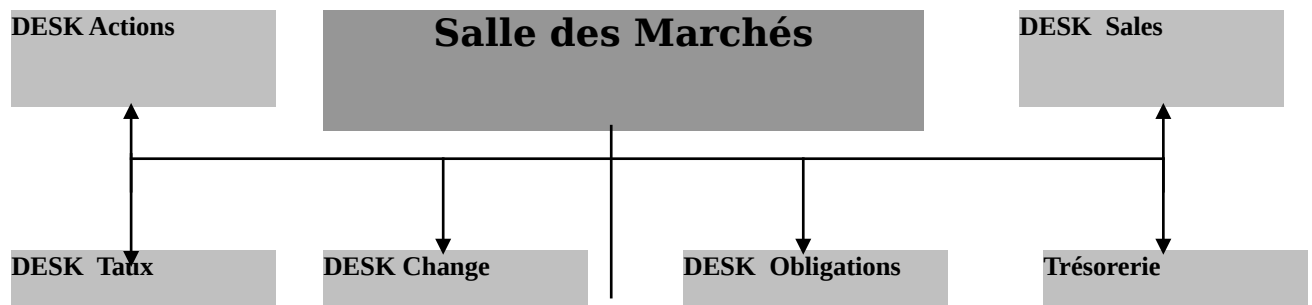 DESK Actions
Salle des Marchés
DESK Sales
DESK Taux
DESK Change
DESK Obligations
Trésorerie